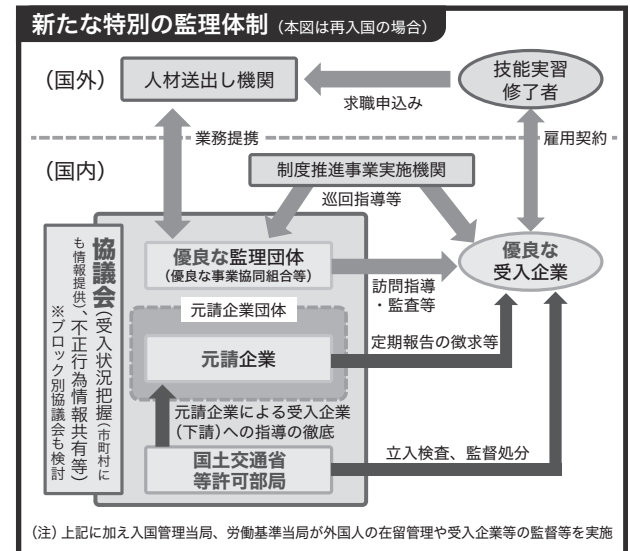 新たな特別の監理体制(本図は再入国の場合)
(国外)
人材送出し機関
技能実習
修了者
求職申込み
業務提携
雇用契約
(国内)
制度推進事業実施機関
巡回指導等
優良な監理団体
(優良な事業協同組合等)
優良な
受入企業
訪問指導
・監査等
元請企業団体
元請企業
定期報告の徴求等
元請企業による受入企業
(下請)への指導の徹底
国土交通省
等許可部局
立入検査、監督処分
協議会(受入状況把握(市町村に
も情報提供)、不正行為情報共有等)
※ブロック別協議会も検討
(注)上記に加え入国管理当局、労働基準当局が外国人の在留管理や受入企業等の監督等を実施